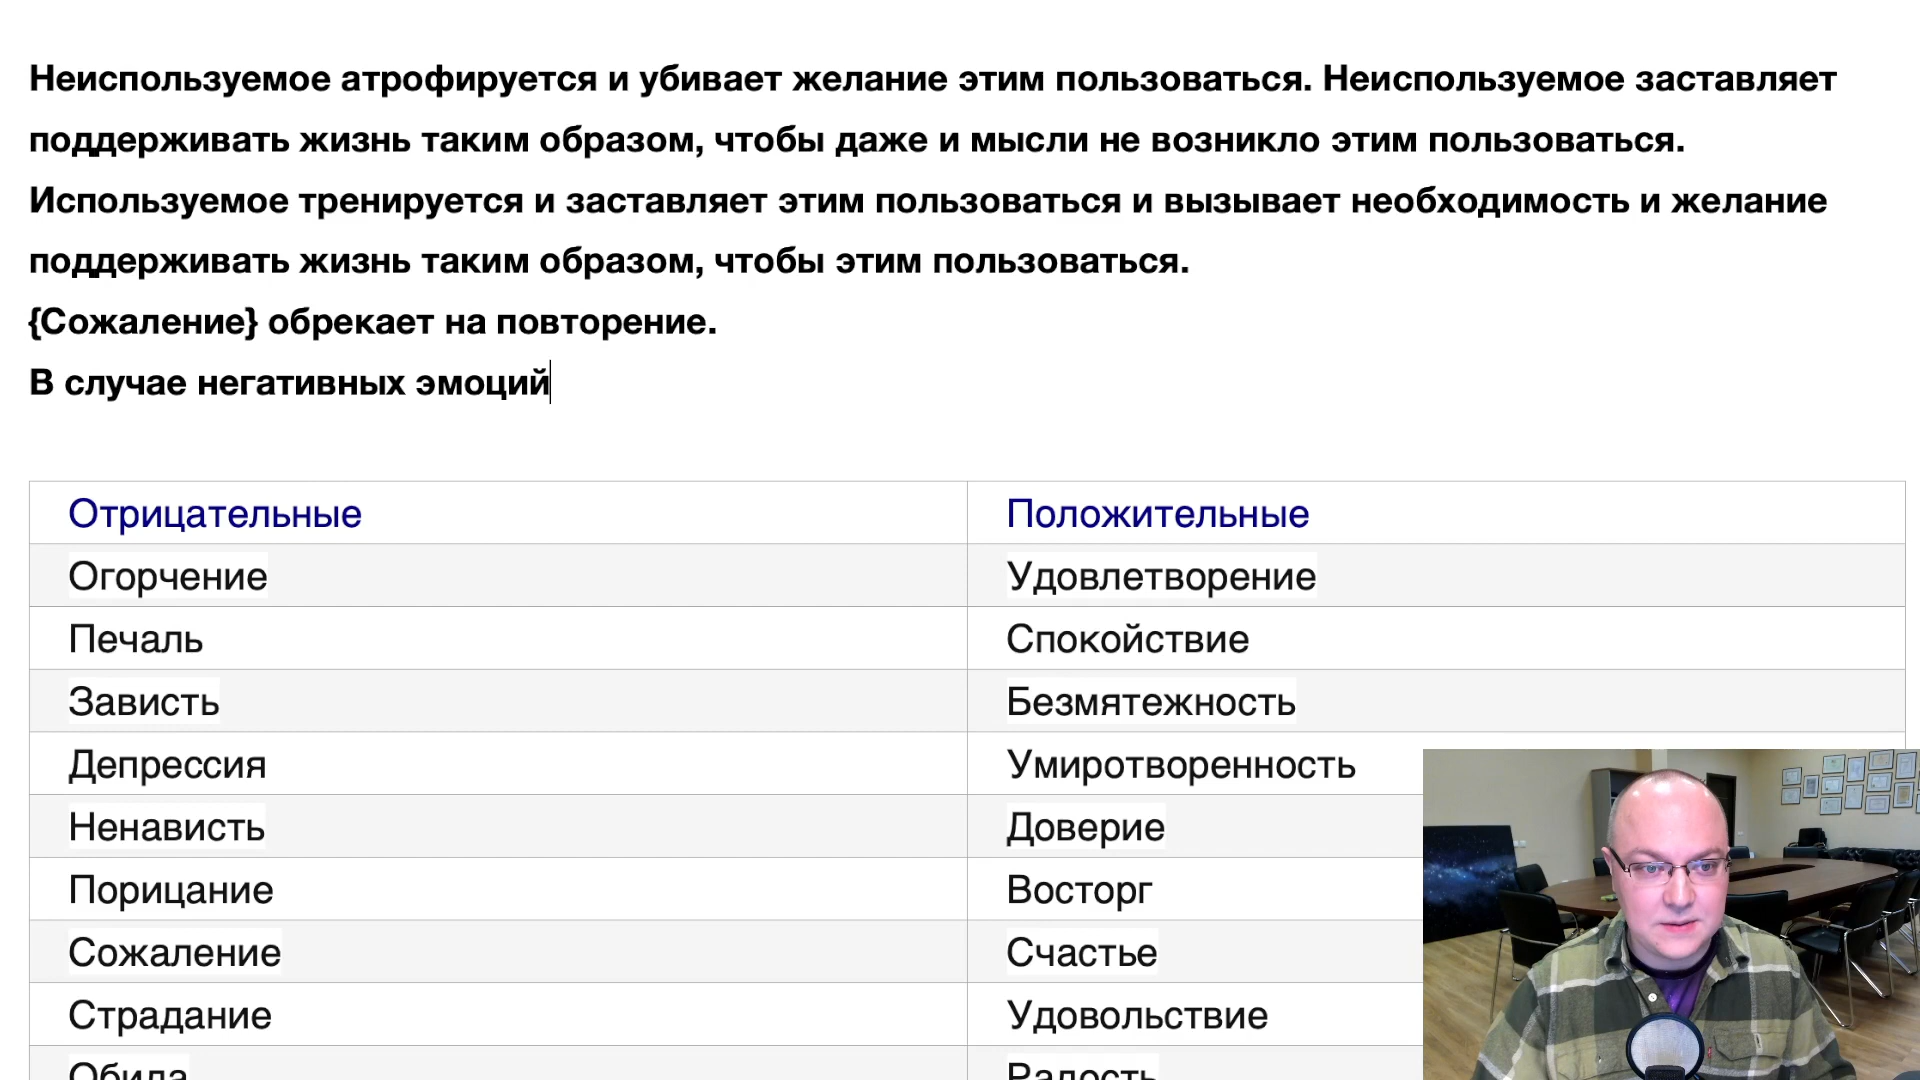 Неиспользуемое атрофируется и убивает желание этим пользоваться. Неиспользуемое заставляет
поддерживать жизнь таким образом, чтобы даже и мысли не возникло этим пользоваться.
Используемое тренируется и заставляет этим пользоваться и вызывает необходимость и желание
поддерживать жизнь таким образом, чтобы этим пользоваться.
{Сожаление} обрекает на повторение.
В случае негативных эмоций
Отрицательные Положительные
Огорчение Удовлетворение
Печаль Спокойствие
Зависть Безмятежность
Депрессия Умиротворенность
Ненависть Доверие
Порицание Восторг
Сожаление Счастье
Страдание Удовольствие
Обида Радость